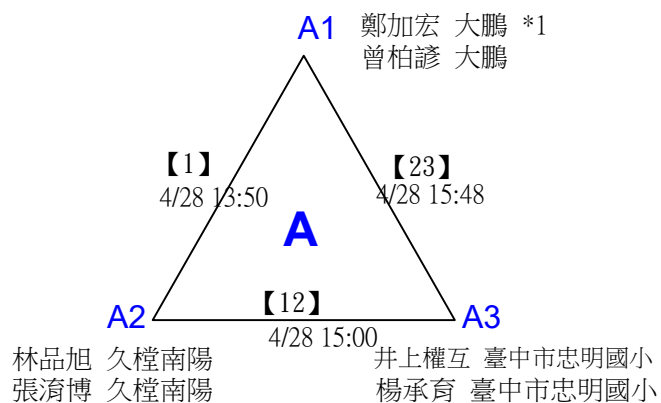 A1
鄭加宏 大鵬 *1
曾柏諺 大鵬
【1】
4/28 13:50
【23】
4/28 15:48
A
A2
【12】
4/28 15:00
A3
林品旭 久樘南陽
張淯博 久樘南陽
井上權互 臺中市忠明國小
楊承育 臺中市忠明國小